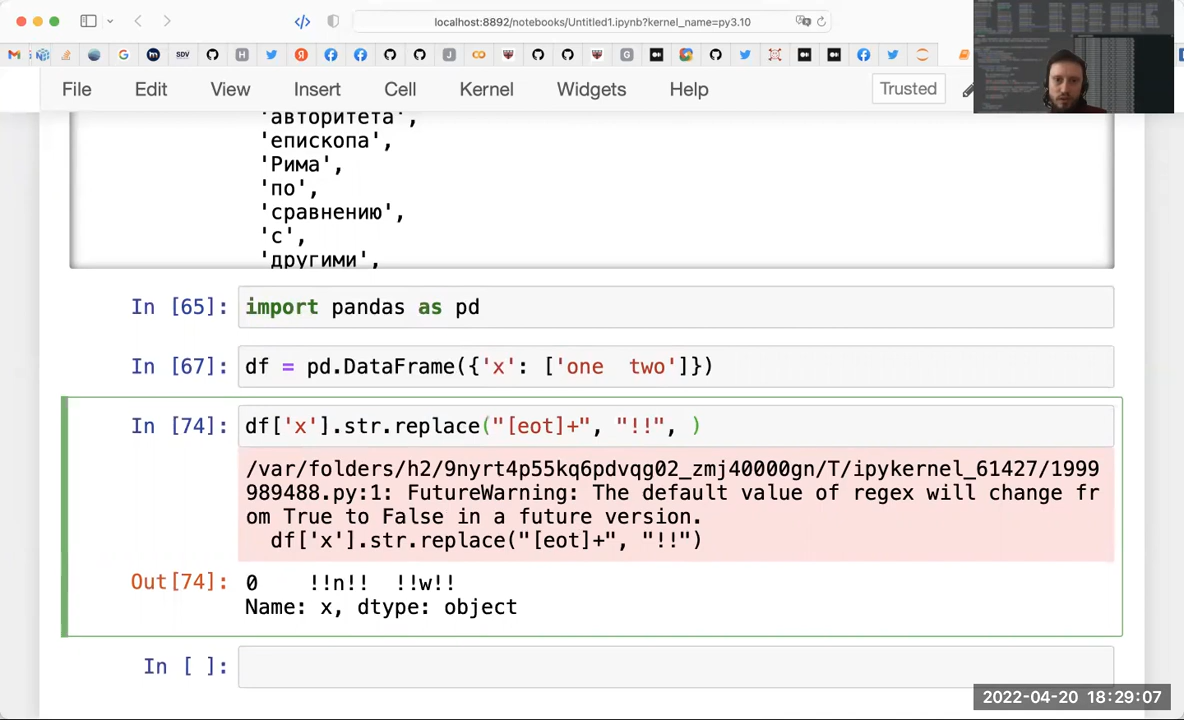 localhost:8892/notebooks/Untitled1.ipynb?kernel_name=py3.10
SDV
File Edit View Insert Cell Kernel Widgets Help Trusted
'авторитета',
'епископа',
'Рима',
'по',
'сравнению',
'с',
'другими',
In [65]: import pandas as pd
In [67]: df = pd.DataFrame({'x': ['one  two']})
In [74]: df['x'].str.replace("[eot]+", "!!", )
/var/folders/h2/9nyrt4p55kq6pdvqg02_zmj40000gn/T/ipykernel_61427/1999
989488.py:1: FutureWarning: The default value of regex will change fr
om True to False in a future version.
df['x'].str.replace("[eot]+", "!!")
Out[74]: 0    !!n!!  !!w!!
Name: x, dtype: object
In [ ]:
2022-04-20 18:29:07